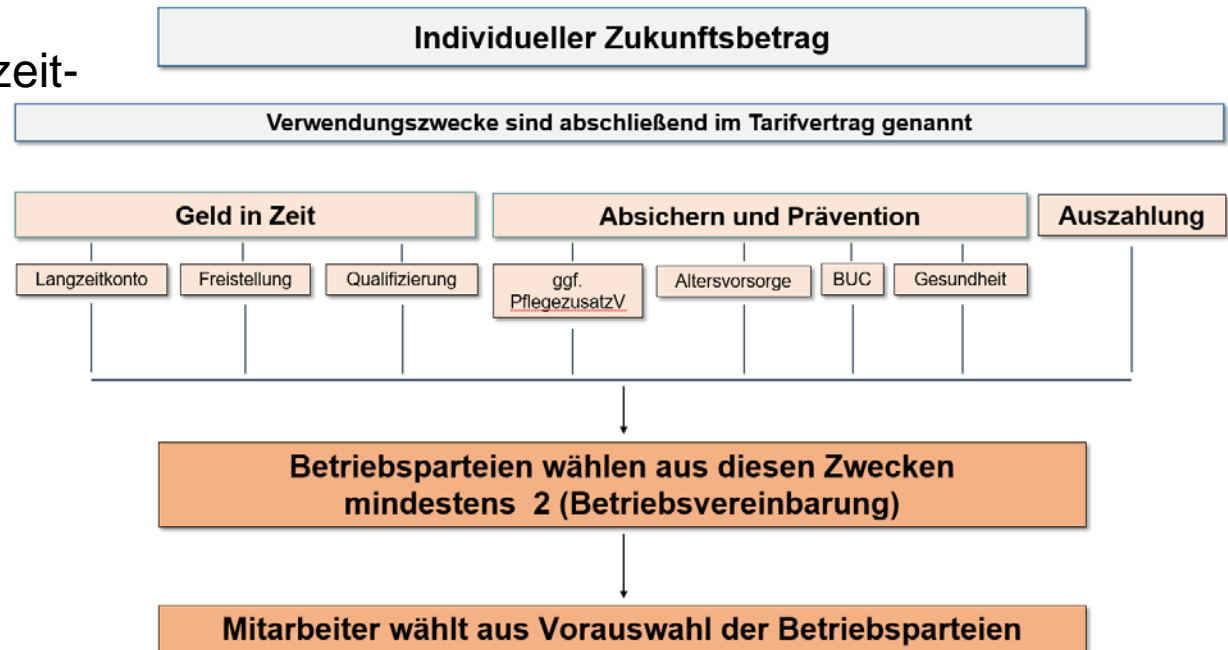 Individueller Zukunftsbetrag
zeit-
Verwendungszwecke sind abschließend im Tarifvertrag genannt
Geld in Zeit
Absichern und Prävention
Auszahlung
Langzeitkonto
Freistellung
Qualifizierung
ggf.
PflegezusatzV
Altersvorsorge
BUC
Gesundheit
Betriebsparteien wählen aus diesen Zwecken
mindestens 2 (Betriebsvereinbarung)
Mitarbeiter wählt aus Vorauswahl der Betriebsparteien